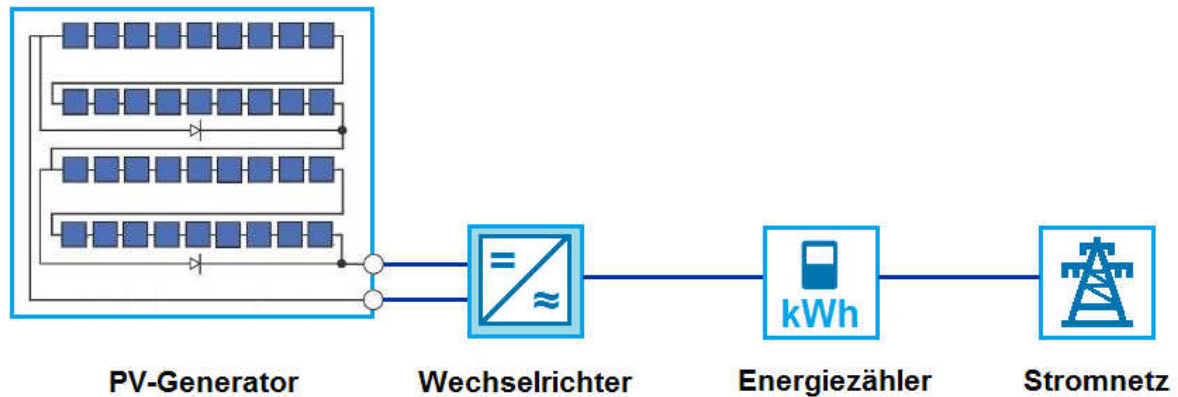 kWh
PV-Generator
Wechselrichter
Energiezähler
Stromnetz